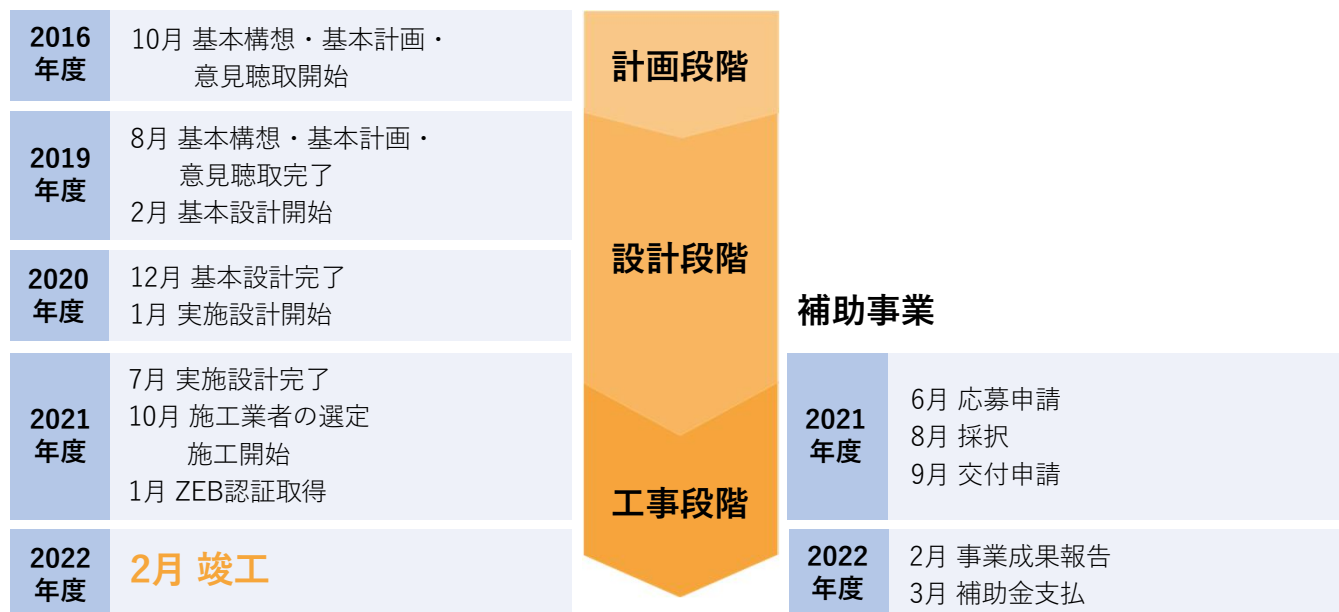 2016
年度
10月 基本構想・基本計画・
意見聴取開始
2019
年度
8月 基本構想・基本計画・
意見聴取完了
2月 基本設計開始
2020
年度
12月 基本設計完了
1月 実施設計開始
2021
年度
7月 実施設計完了
10月 施工業者の選定
施工開始
1月 ZEB認証取得
2022
年度
2月 竣工
計画段階
設計段階
工事段階
補助事業
2021
年度
6月 応募申請
8月 採択
9月 交付申請
2022
年度
2月 事業成果報告
3月 補助金支払